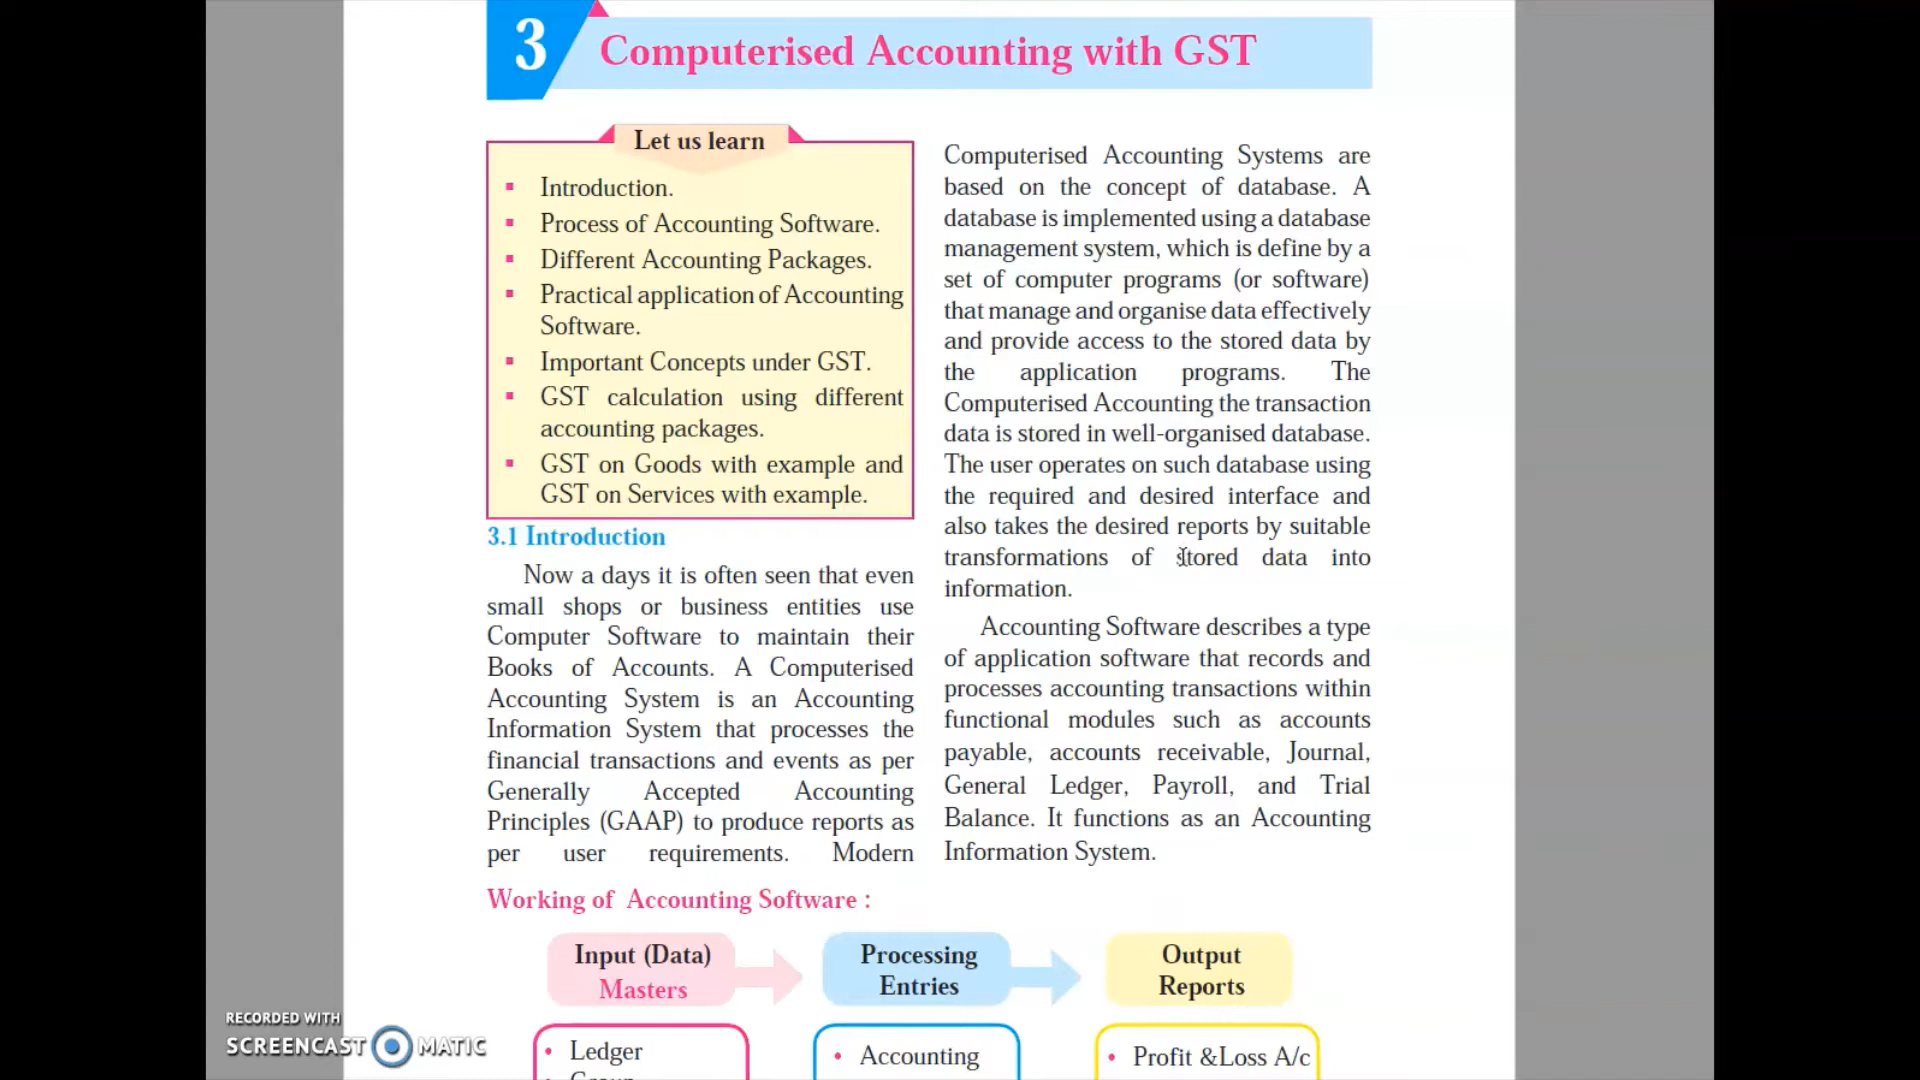 3
Computerised Accounting with GST
Let us learn
▪ Introduction.
▪ Process of Accounting Software.
▪ Different Accounting Packages.
▪ Practical application of Accounting
Software.
▪ Important Concepts under GST.
▪ GST calculation using different
accounting packages.
▪ GST on Goods with example and
GST on Services with example.
3.1 Introduction
Now a days it is often seen that even
small shops or business entities use
Computer Software to maintain their
Books of Accounts. A Computerised
Accounting System is an Accounting
Information System that processes the
financial transactions and events as per
Generally Accepted Accounting
Principles (GAAP) to produce reports as
per user requirements. Modern
Computerised Accounting Systems are
based on the concept of database. A
database is implemented using a database
management system, which is define by a
set of computer programs (or software)
that manage and organise data effectively
and provide access to the stored data by
the application programs. The
Computerised Accounting the transaction
data is stored in well-organised database.
The user operates on such database using
the required and desired interface and
also takes the desired reports by suitable
transformations of stored data into
information.
Accounting Software describes a type
of application software that records and
processes accounting transactions within
functional modules such as accounts
payable, accounts receivable, Journal,
General Ledger, Payroll, and Trial
Balance. It functions as an Accounting
Information System.
Working of Accounting Software :
Input (Data)
Masters
Processing
Entries
Output
Reports
• Ledger
• Accounting
• Profit &Loss A/c
RECORDED WITH
SCREENCAST MATIC